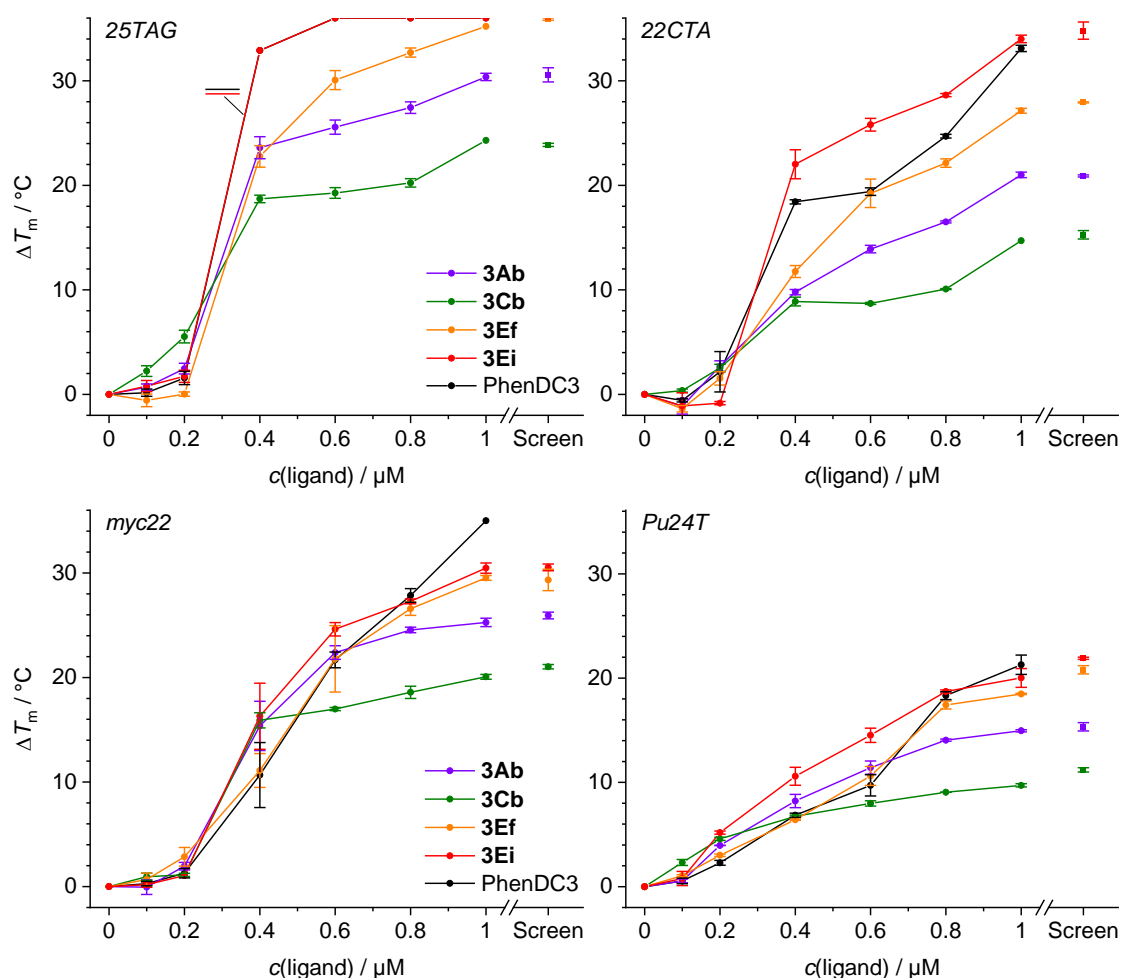 25TAG
30
20
10
0
ΔTm / °C
3Ab
3Cb
3Ef
3Ei
PhenDC3
0 0.2 0.4 0.6 0.8 1 Screen
c(ligand) / µM
22CTA
30
20
10
0
0 0.2 0.4 0.6 0.8 1 Screen
c(ligand) / µM
myc22
30
20
10
0
ΔTm / °C
3Ab
3Cb
3Ef
3Ei
PhenDC3
0 0.2 0.4 0.6 0.8 1 Screen
c(ligand) / µM
Pu24T
30
20
10
0
0 0.2 0.4 0.6 0.8 1 Screen
c(ligand) / µM